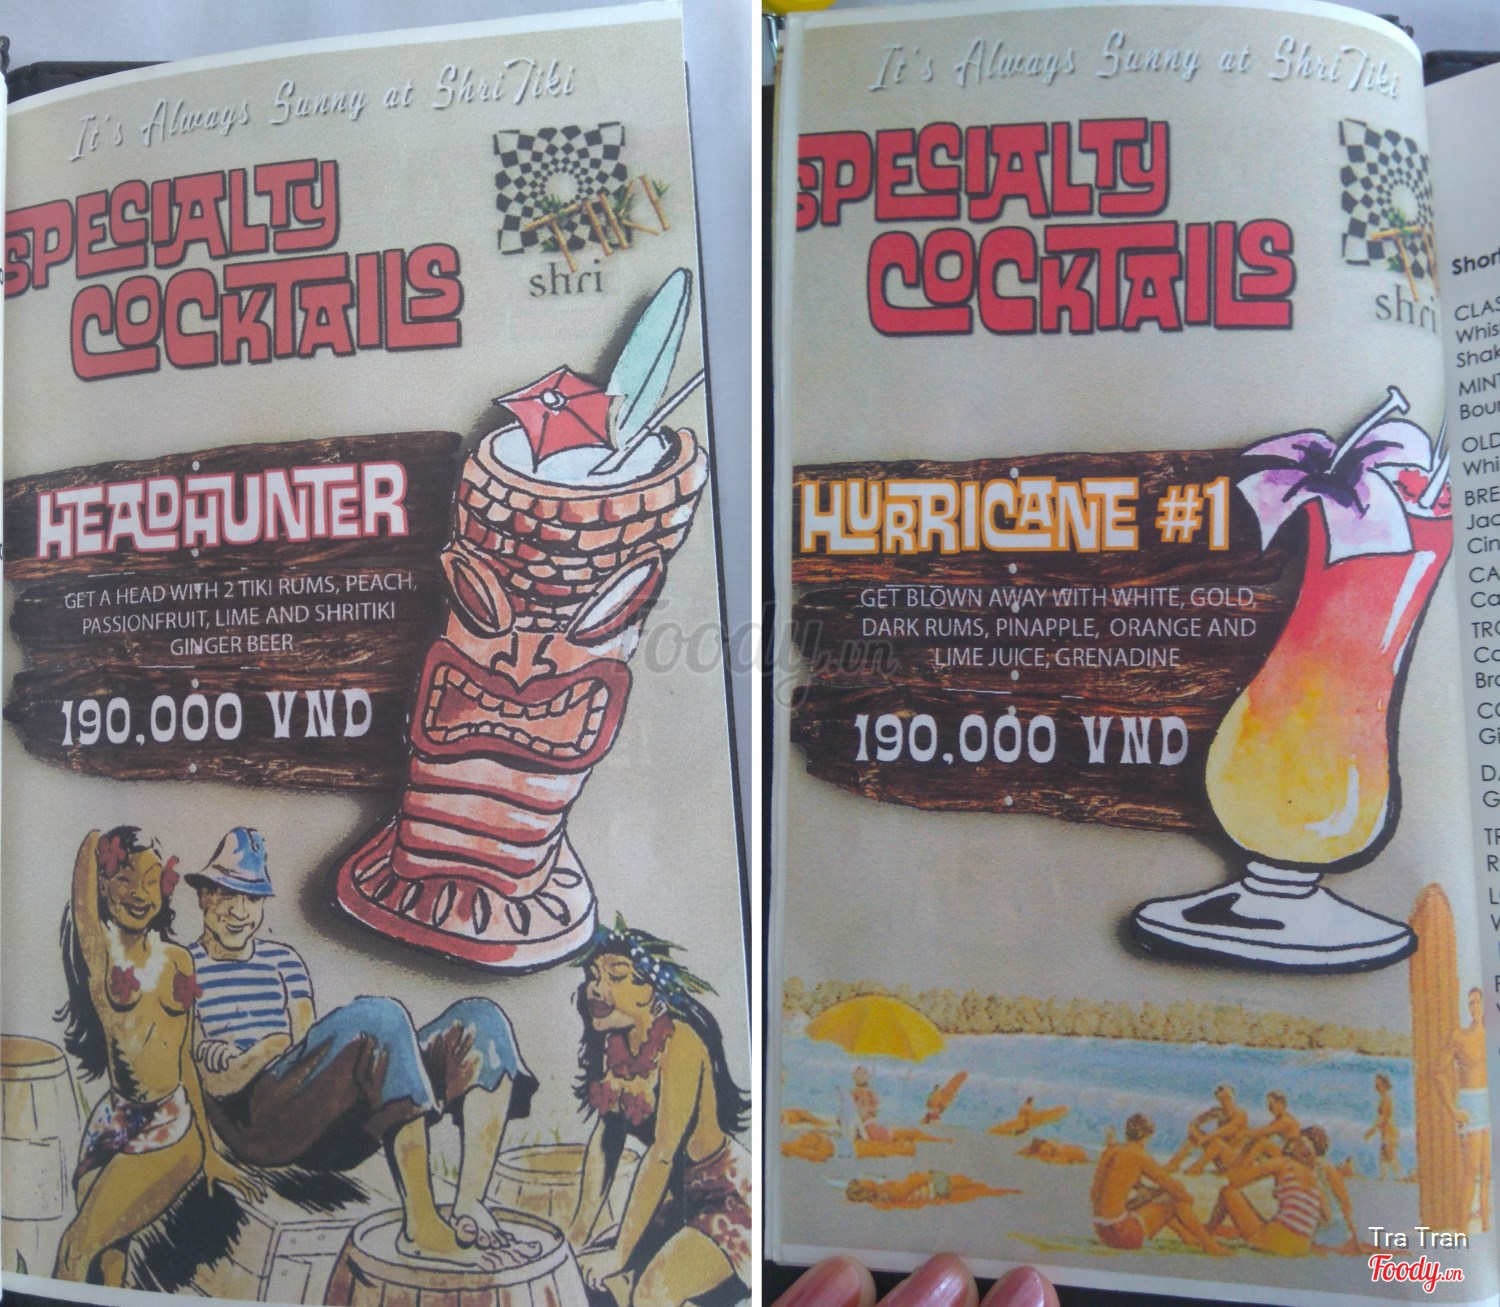 It's Always Sunny at ShriTiki
SPECIALTY
COCKTAILS
TIKI
shri
HEADHUNTER
GET A HEAD WITH 2 TIKI RUMS, PEACH,
PASSIONFRUIT, LIME AND SHRITIKI
GINGER BEER
190,000 VND
It's Always Sunny at ShriTiki
SPECIALTY
COCKTAILS
shri
HURRICANE #1
GET BLOWN AWAY WITH WHITE, GOLD,
DARK RUMS, PINAPPLE, ORANGE AND
LIME JUICE, GRENADINE
190,000 VND
Foody.vn
Tra Tran
Foody.vn